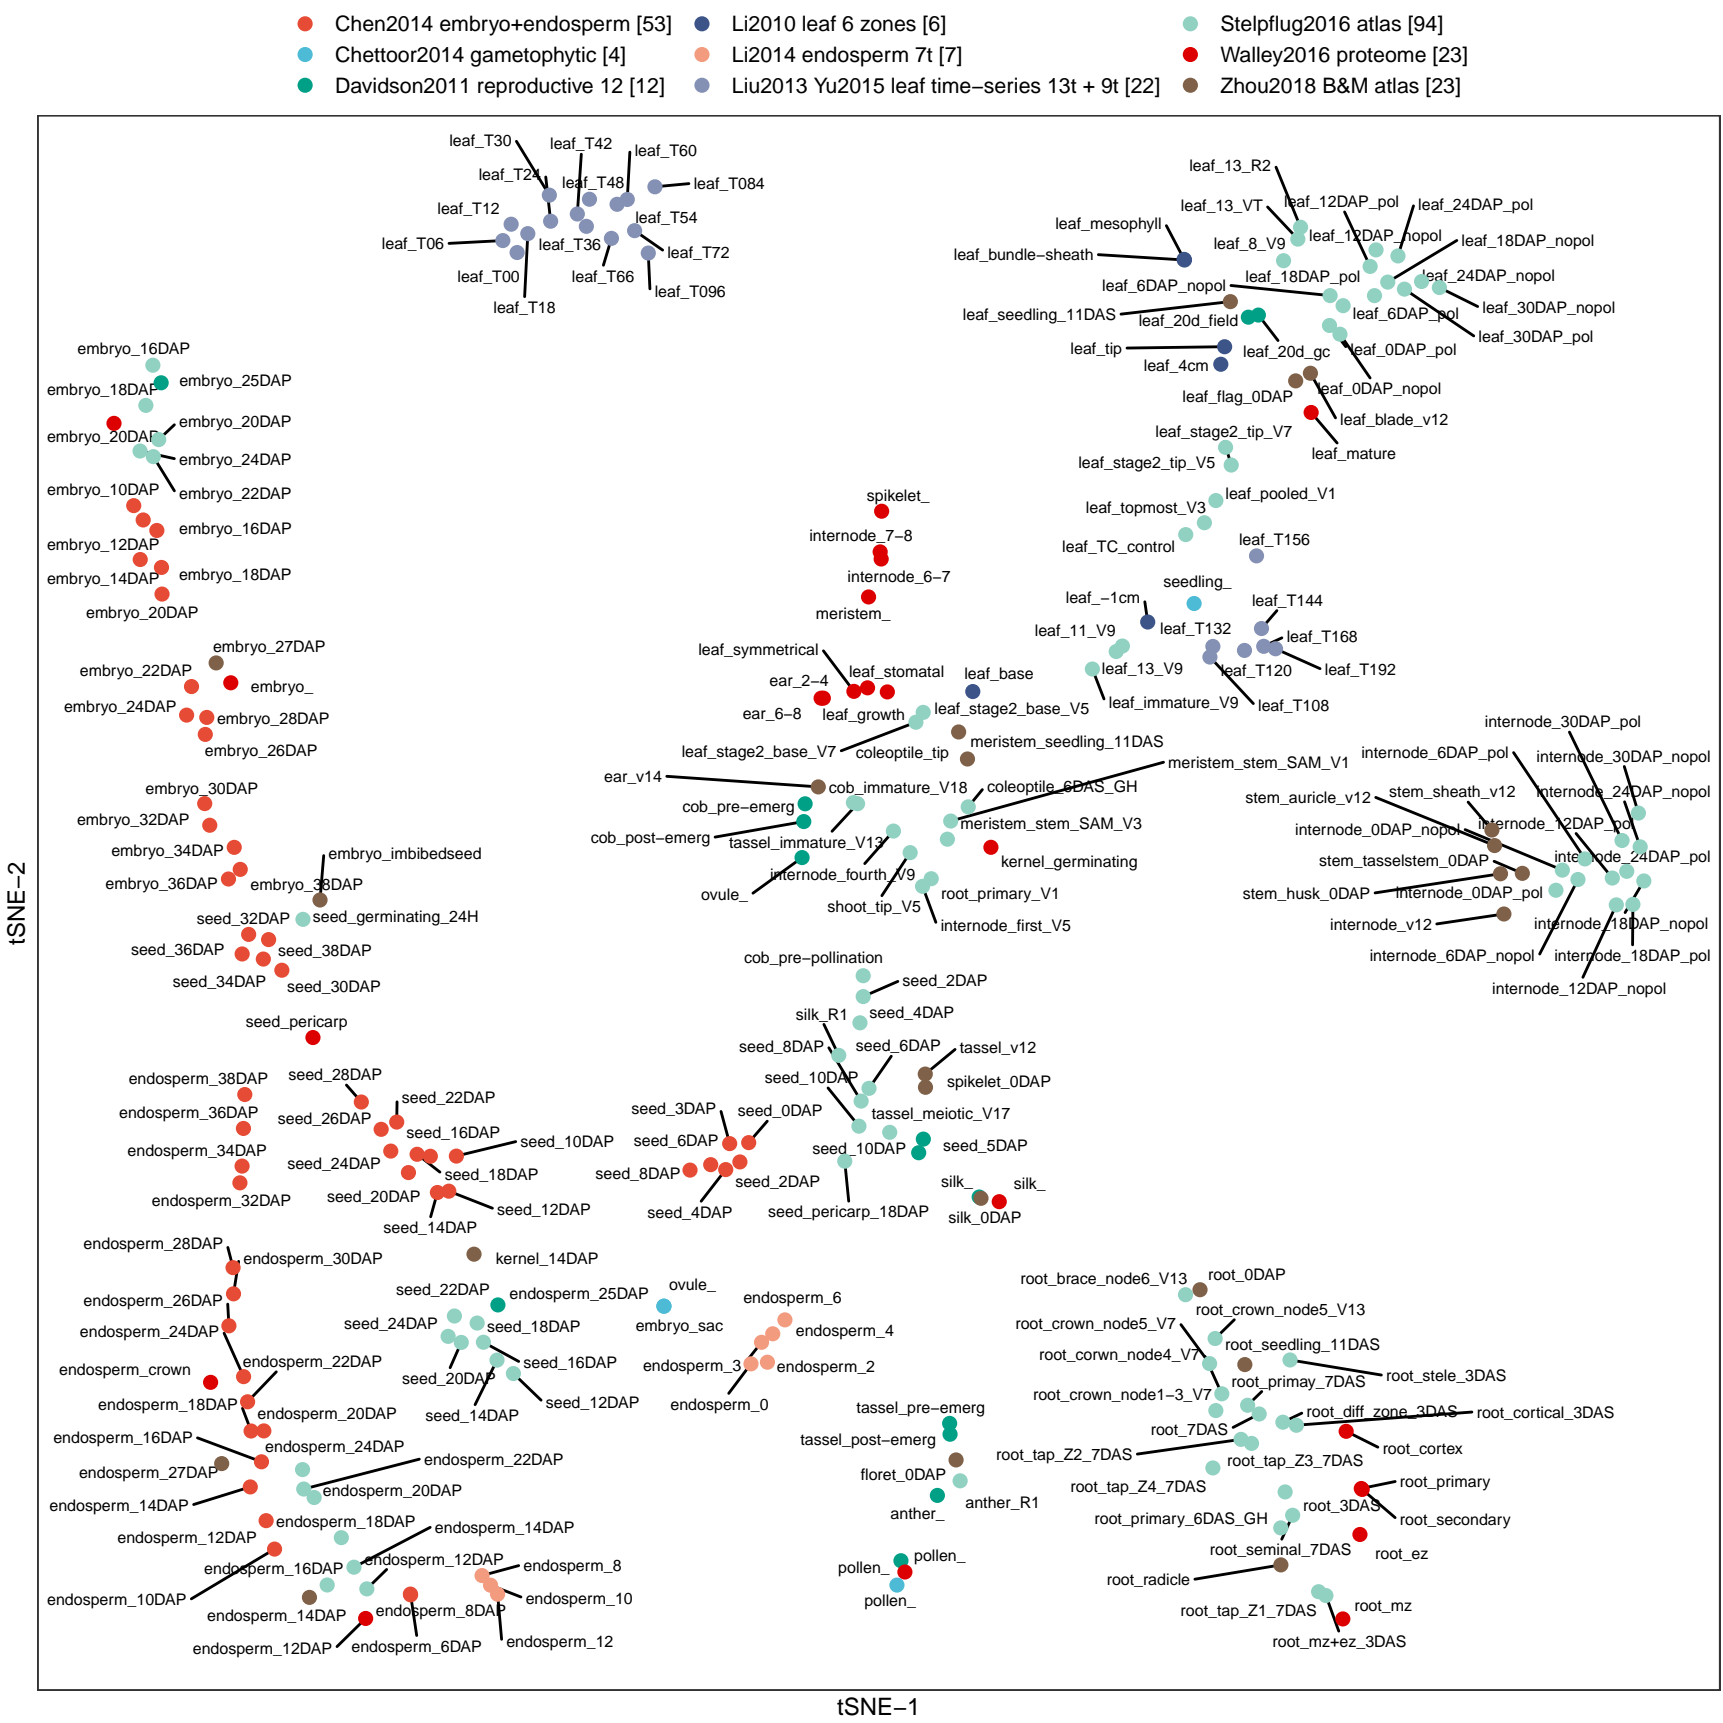 Chen2014 embryo+endosperm [53]
Chettoor2014 gametophytic [4]
Davidson2011 reproductive 12 [12]
Li2010 leaf 6 zones [6]
Li2014 endosperm 7t [7]
Liu2013 Yu2015 leaf time−series 13t + 9t [22]
Stelpflug2016 atlas [94]
Walley2016 proteome [23]
Zhou2018 B&M atlas [23]
leaf_T30
leaf_T42
leaf_T60
leaf_T24
leaf_T48
leaf_T084
leaf_T12
leaf_T54
leaf_T06
leaf_T36
leaf_T72
leaf_T00
leaf_T66
leaf_T096
leaf_T18
leaf_13_R2
leaf_13_VT
leaf_12DAP_pol
leaf_24DAP_pol
leaf_mesophyll
leaf_8_V9
leaf_12DAP_nopol
leaf_18DAP_nopol
leaf_bundle−sheath
leaf_18DAP_pol
leaf_24DAP_nopol
leaf_6DAP_nopol
leaf_30DAP_nopol
leaf_seedling_11DAS
leaf_20d_field
leaf_6DAP_pol
leaf_30DAP_pol
leaf_tip
leaf_20d_gc
leaf_0DAP_pol
leaf_4cm
leaf_0DAP_nopol
leaf_flag_0DAP
leaf_blade_v12
leaf_stage2_tip_V7
leaf_mature
leaf_stage2_tip_V5
leaf_pooled_V1
leaf_topmost_V3
leaf_TC_control
leaf_T156
embryo_16DAP
embryo_25DAP
embryo_18DAP
embryo_20DAP
embryo_20DAP
embryo_24DAP
embryo_10DAP
embryo_22DAP
embryo_16DAP
embryo_12DAP
embryo_18DAP
embryo_14DAP
embryo_20DAP
spikelet_
internode_7−8
internode_6−7
meristem_
seedling_
leaf_−1cm
leaf_T144
leaf_11_V9
leaf_T132
leaf_T168
leaf_13_V9
leaf_T120
leaf_T192
leaf_immature_V9
leaf_T108
embryo_27DAP
embryo_22DAP
embryo_
embryo_24DAP
embryo_28DAP
embryo_26DAP
leaf_symmetrical
leaf_stomatal
leaf_base
ear_2−4
ear_6−8
leaf_growth
leaf_stage2_base_V5
leaf_stage2_base_V7
coleoptile_tip
meristem_seedling_11DAS
meristem_stem_SAM_V1
ear_v14
cob_immature_V18
coleoptile_6DAS_GH
cob_pre−emerg
meristem_stem_SAM_V3
cob_post−emerg
tassel_immature_V13
kernel_germinating
internode_fourth_V9
ovule_
root_primary_V1
shoot_tip_V5
internode_first_V5
internode_30DAP_pol
internode_6DAP_pol
internode_30DAP_nopol
stem_sheath_v12
internode_24DAP_nopol
stem_auricle_v12
internode_0DAP_nopol
internode_12DAP_pol
stem_tasselstem_0DAP
internode_24DAP_pol
stem_husk_0DAP
internode_0DAP_pol
internode_v12
internode_18DAP_nopol
internode_6DAP_nopol
internode_18DAP_pol
internode_12DAP_nopol
embryo_30DAP
embryo_32DAP
embryo_34DAP
embryo_imbibedseed
embryo_36DAP
embryo_38DAP
seed_32DAP
seed_germinating_24H
seed_36DAP
seed_38DAP
seed_34DAP
seed_30DAP
seed_pericarp
cob_pre−pollination
seed_2DAP
silk_R1
seed_4DAP
seed_8DAP
seed_6DAP
tassel_v12
seed_10DAP
spikelet_0DAP
tassel_meiotic_V17
seed_10DAP
seed_5DAP
seed_pericarp_18DAP
silk_
silk_
silk_0DAP
endosperm_38DAP
seed_28DAP
endosperm_36DAP
seed_22DAP
seed_26DAP
seed_16DAP
seed_10DAP
endosperm_34DAP
seed_24DAP
seed_18DAP
endosperm_32DAP
seed_20DAP
seed_12DAP
seed_14DAP
seed_3DAP
seed_0DAP
seed_6DAP
seed_8DAP
seed_2DAP
seed_4DAP
endosperm_28DAP
endosperm_30DAP
kernel_14DAP
endosperm_26DAP
seed_22DAP
endosperm_25DAP
endosperm_24DAP
seed_24DAP
seed_18DAP
endosperm_crown
endosperm_22DAP
seed_20DAP
seed_16DAP
endosperm_18DAP
seed_14DAP
seed_12DAP
ovule_
embryo_sac
endosperm_6
endosperm_4
endosperm_3
endosperm_2
endosperm_0
endosperm_20DAP
endosperm_16DAP
endosperm_24DAP
endosperm_27DAP
endosperm_22DAP
endosperm_14DAP
endosperm_20DAP
endosperm_12DAP
endosperm_18DAP
endosperm_14DAP
endosperm_16DAP
endosperm_12DAP
endosperm_8
endosperm_10DAP
endosperm_10
endosperm_14DAP
endosperm_8DAP
endosperm_12DAP
endosperm_6DAP
endosperm_12
tassel_pre−emerg
tassel_post−emerg
floret_0DAP
anther_
anther_R1
pollen_
pollen_
pollen_
root_brace_node6_V13
root_0DAP
root_crown_node5_V13
root_crown_node5_V7
root_seedling_11DAS
root_corwn_node4_V7
root_stele_3DAS
root_primay_7DAS
root_crown_node1−3_V7
root_diff_zone_3DAS
root_cortical_3DAS
root_7DAS
root_cortex
root_tap_Z2_7DAS
root_tap_Z3_7DAS
root_tap_Z4_7DAS
root_primary
root_3DAS
root_primary_6DAS_GH
root_secondary
root_seminal_7DAS
root_ez
root_radicle
root_tap_Z1_7DAS
root_mz
root_mz+ez_3DAS
tSNE−2
tSNE−1